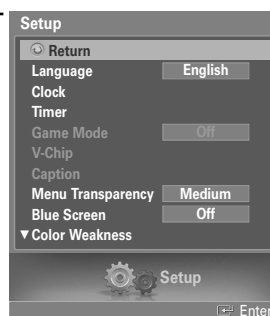 Setup
Return
Language English
Clock
Timer
Game Mode Off
V-Chip
Caption
Menu Transparency Medium
Blue Screen Off
▼ Color Weakness
Setup
Enter